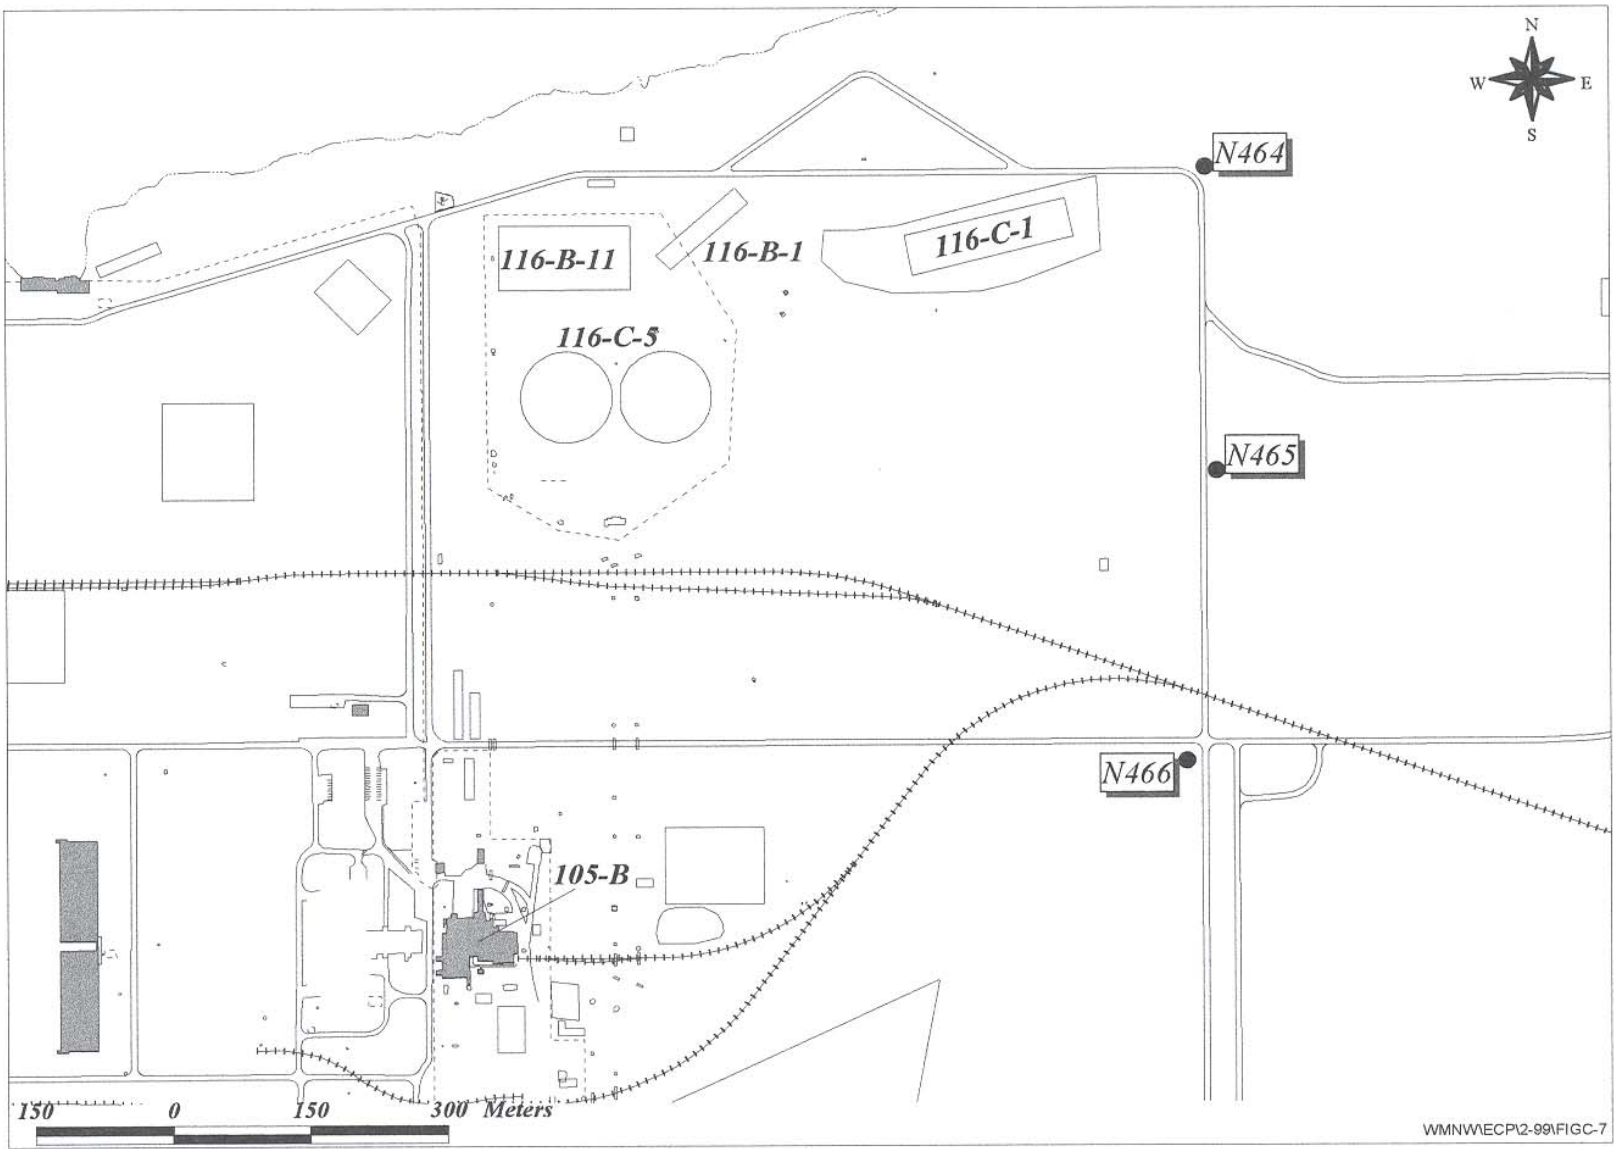 N
W E
S
N464
116-C-1
116-B-11
116-B-1
116-C-5
N465
N466
105-B
150 0 150 300 Meters
WMNW\ECP\2-99\FIGC-7